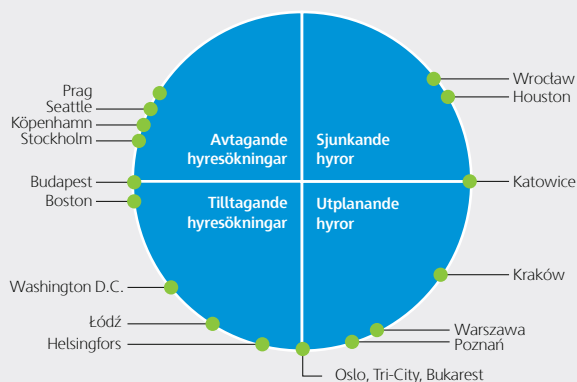 Prag
Seattle
Köpenhamn
Stockholm
Budapest
Boston
Washington D.C.
Łódź
Helsingfors
Avtagande
hyresökningar
Sjunkande
hyror
Tilltagande
hyresökningar
Utplanande
hyror
Wrocław
Houston
Katowice
Kraków
Warszawa
Poznań
Oslo, Tri-City, Bukarest